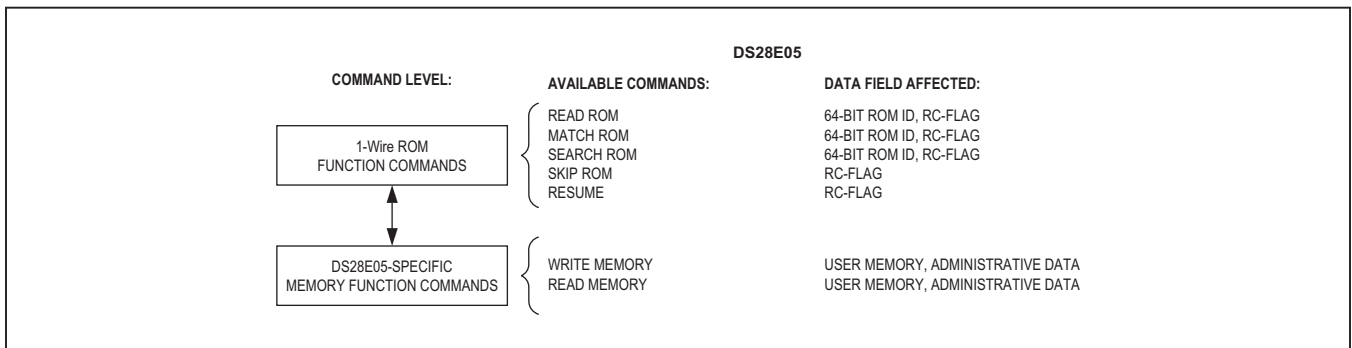 DS28E05
COMMAND LEVEL: AVAILABLE COMMANDS: DATA FIELD AFFECTED:
1-Wire ROM
FUNCTION COMMANDS
READ ROM 64-BIT ROM ID, RC-FLAG
MATCH ROM 64-BIT ROM ID, RC-FLAG
SEARCH ROM 64-BIT ROM ID, RC-FLAG
SKIP ROM RC-FLAG
RESUME RC-FLAG
DS28E05-SPECIFIC
MEMORY FUNCTION COMMANDS
WRITE MEMORY USER MEMORY, ADMINISTRATIVE DATA
READ MEMORY USER MEMORY, ADMINISTRATIVE DATA